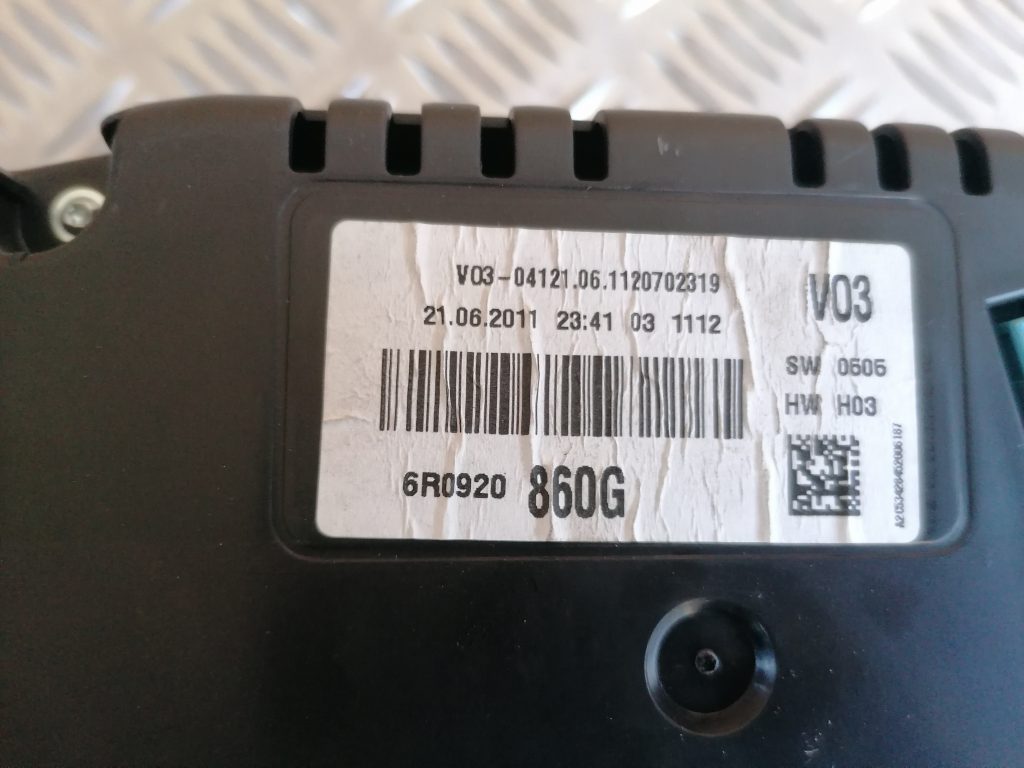 V03-04121.06.1120702319
21.06.2011 23:41 03 1112
V03
SW 0606
HW H03
6R0920 860G